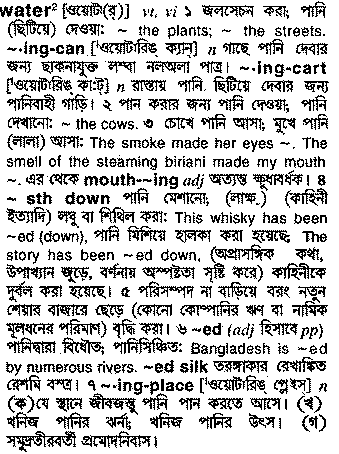 water² [ওয়োটা(র্)] vt, vi ১ জলসেচন করা; পানি
(ছিটিয়ে) দেওয়া: ~ the plants; ~ the streets.
~·ing-can [ˈওয়োটারিঙ্ ক্যান্] n গাছে পানি দেবার
জন্য ছাকনাযুক্ত লম্বা নলঅলা পাত্র। ~·ing-cart
[ˈওয়োটারিঙ্ কা:ট্] n রাস্তায় পানি ছিটিয়ে দেবার জন্য
পানিবাহী গাড়ি। ২ পান করার জন্য পানি দেওয়া; পানি
দেখানো: ~ the cows. ৩ চোখে পানি আসা; মুখে পানি
(লালা) আসা: The smoke made her eyes ~. The
smell of the steaming biriani made my mouth
~. এর থেকে mouth-~ing adj অত্যন্ত ক্ষুধাবর্ধক। ৪
~ sth down পানি মেশানো; (লাক্ষ.) (কাহিনী
ইত্যাদি) লঘু বা শিথিল করা: This whisky has been
~ed (down), পানি মিশিয়ে হালকা করা হয়েছে; The
story has been ~ed down, (অপ্রাসঙ্গিক কথা,
উপাখ্যান জুড়ে, বর্ণনায় অস্পষ্টতা সৃষ্টি করে) কাহিনীকে
দুর্বল করা হয়েছে। ৫ পরিসম্পদ না বাড়িয়ে বরং নতুন
শেয়ার বাজারে ছেড়ে (কোনো কোম্পানির ঋণ বা নামিক
মূলধনের পরিমাণ) বৃদ্ধি করা। ৬ ~ed (adj হিসাবে pp)
পানিদ্বারা বিধৌত; পানিসিঞ্চিত: Bangladesh is ~ed
by numerous rivers. ~ed silk তরঙ্গাকার রেখাঙ্কিত
রেশমি বস্ত্র। ৭ ~·ing-place [ˈওয়োটারিঙ্ প্লেইস্] n
(ক) যে স্থানে জীবজন্তু পানি পান করতে আসে। (খ)
খনিজ পানির ঝর্না; খনিজ পানির উৎস। (গ)
সমুদ্রতীরবর্তী প্রমোদনিবাস।